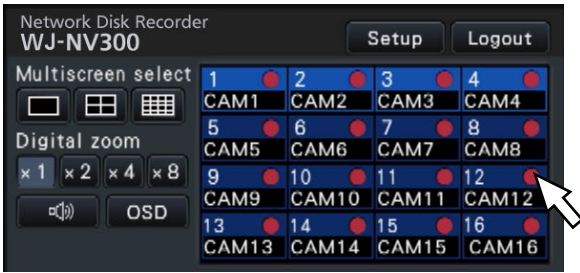 Network Disk Recorder
WJ-NV300
Setup
Logout
Multiscreen select
Digital zoom
×1 ×2 ×4 ×8
OSD
1 2 3 4
CAM1 CAM2 CAM3 CAM4
5 6 7 8
CAM5 CAM6 CAM7 CAM8
9 10 11 12
CAM9 CAM10 CAM11 CAM12
13 14 15 16
CAM13 CAM14 CAM15 CAM16